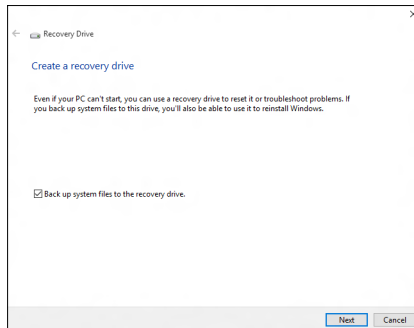 Recovery Drive
Create a recovery drive
Even if your PC can't start, you can use a recovery drive to reset it or troubleshoot problems. If
you back up system files to this drive, you'll also be able to use it to reinstall Windows.
Back up system files to the recovery drive.
Next Cancel